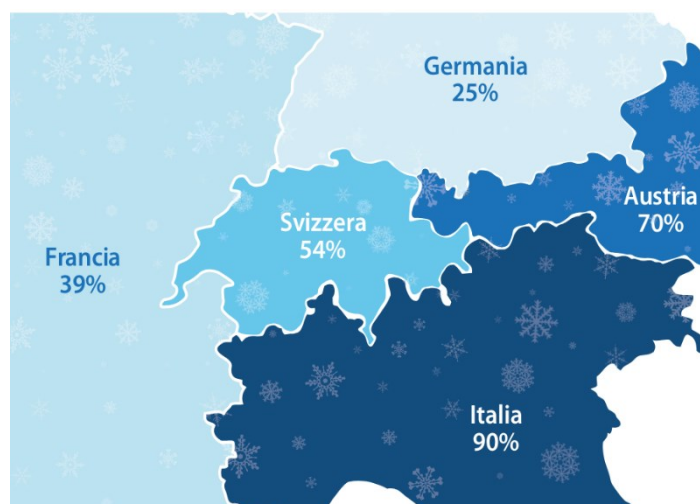 Germania
25%
Svizzera
54%
Austria
70%
Francia
39%
Italia
90%